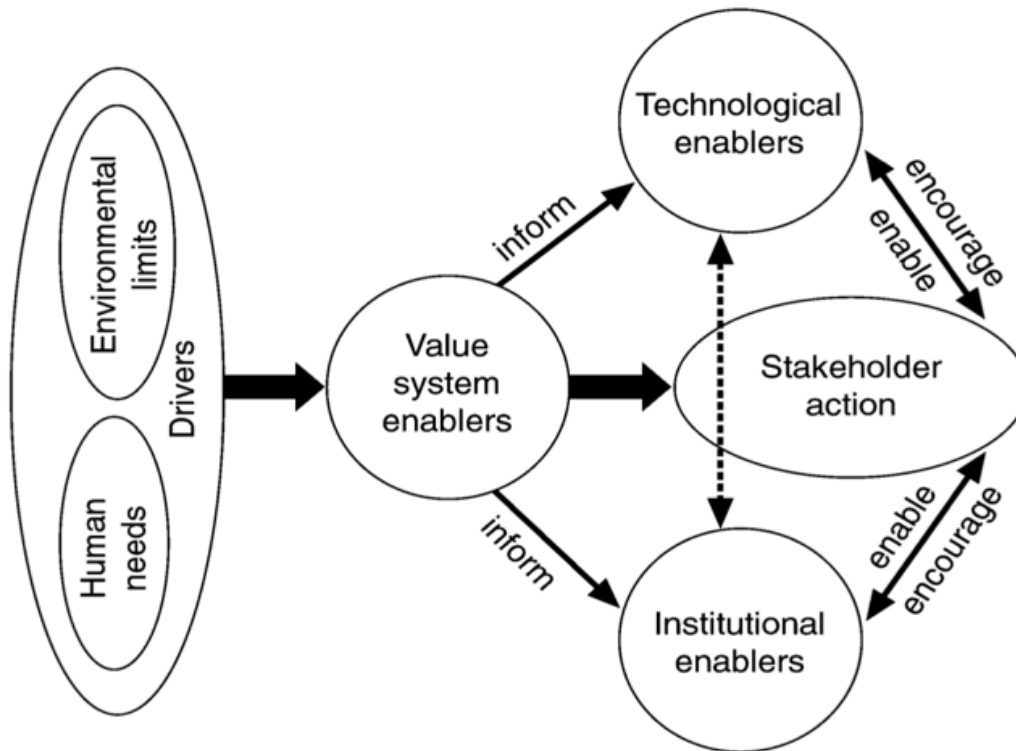 Environmental
limits
Human
needs
Drivers
Value
system
enablers
inform
inform
Technological
enablers
encourage
enable
Stakeholder
action
enable
encourage
Institutional
enablers